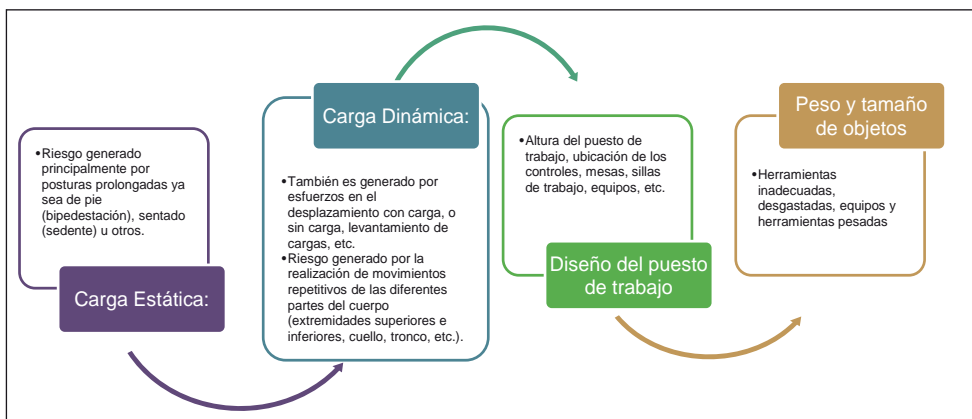 •Riesgo generado
principalmente por
posturas prolongadas ya
sea de pie
(bipedestación), sentado
(sedente) u otros.
Carga Estática:
Carga Dinámica:
•También es generado por
esfuerzos en el
desplazamiento con carga, o
sin carga, levantamiento de
cargas, etc.
•Riesgo generado por la
realización de movimientos
repetitivos de las diferentes
partes del cuerpo
(extremidades superiores e
inferiores, cuello, tronco, etc.).
•Altura del puesto de
trabajo, ubicación de los
controles, mesas, sillas
de trabajo, equipos, etc.
Diseño del puesto
de trabajo
Peso y tamaño
de objetos
•Herramientas
inadecuadas,
desgastadas, equipos y
herramientas pesadas